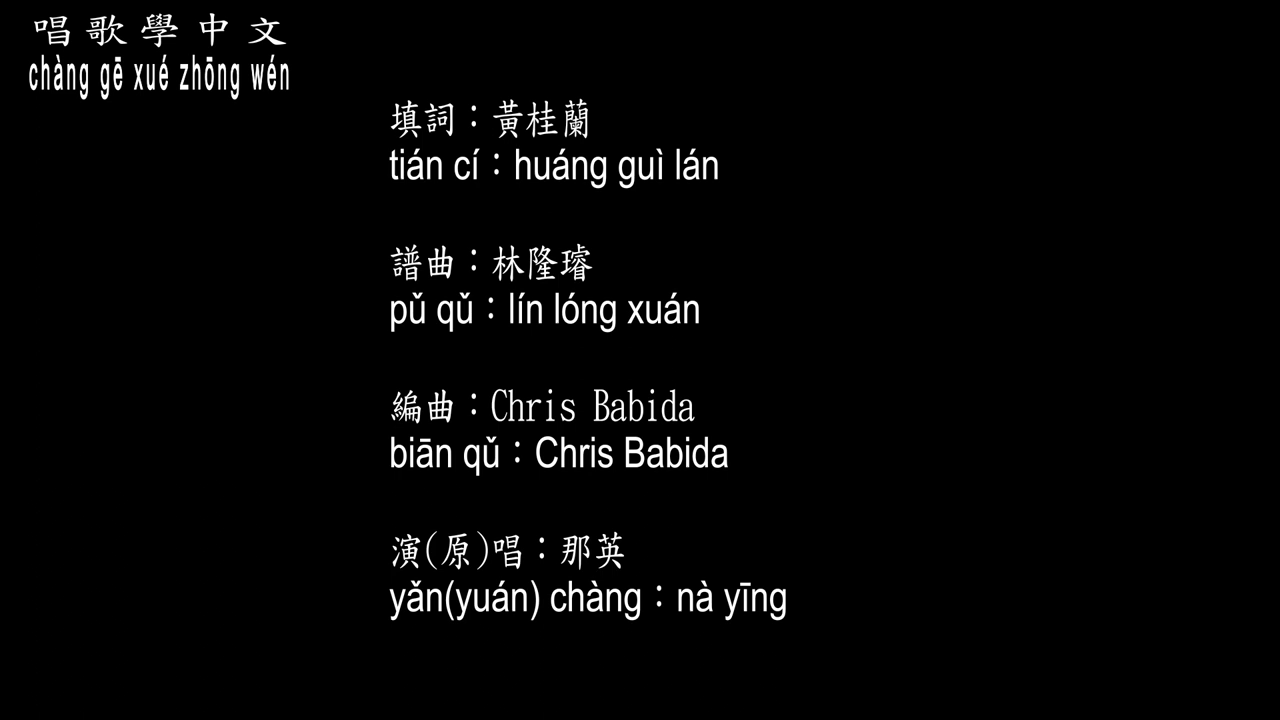 唱歌學中文
chàng gē xué zhōng wén
填詞：黃桂蘭
tián cí：huáng guì lán
譜曲：林隆璿
pǔ qǔ：lín lóng xuán
編曲：Chris Babida
biān qǔ：Chris Babida
演(原)唱：那英
yǎn(yuán) chàng：nà yīng